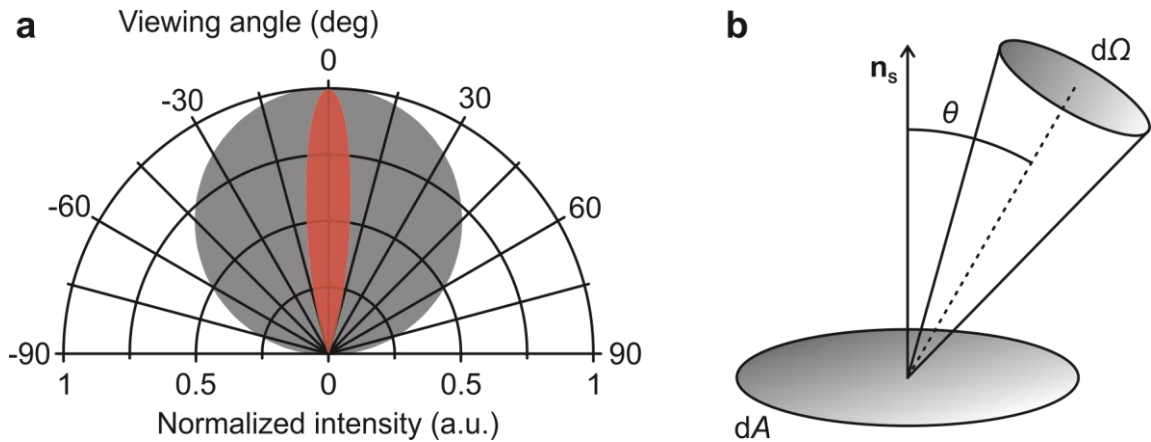 a
Viewing angle (deg)
0
-30
30
-60
60
-90
90
1
0.5
0
0.5
1
Normalized intensity (a.u.)
b
nₛ
θ
dΩ
dA